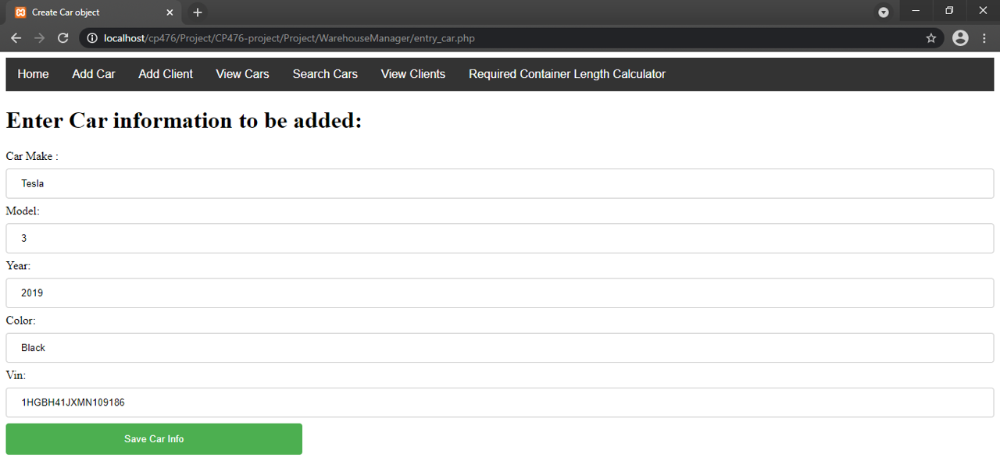 Create Car object
localhost/cp476/Project/CP476-project/Project/WarehouseManager/entry_car.php
Home Add Car Add Client View Cars Search Cars View Clients Required Container Length Calculator
Enter Car information to be added:
Car Make :
Tesla
Model:
3
Year:
2019
Color:
Black
Vin:
1HGBH41JXMN109186
Save Car Info